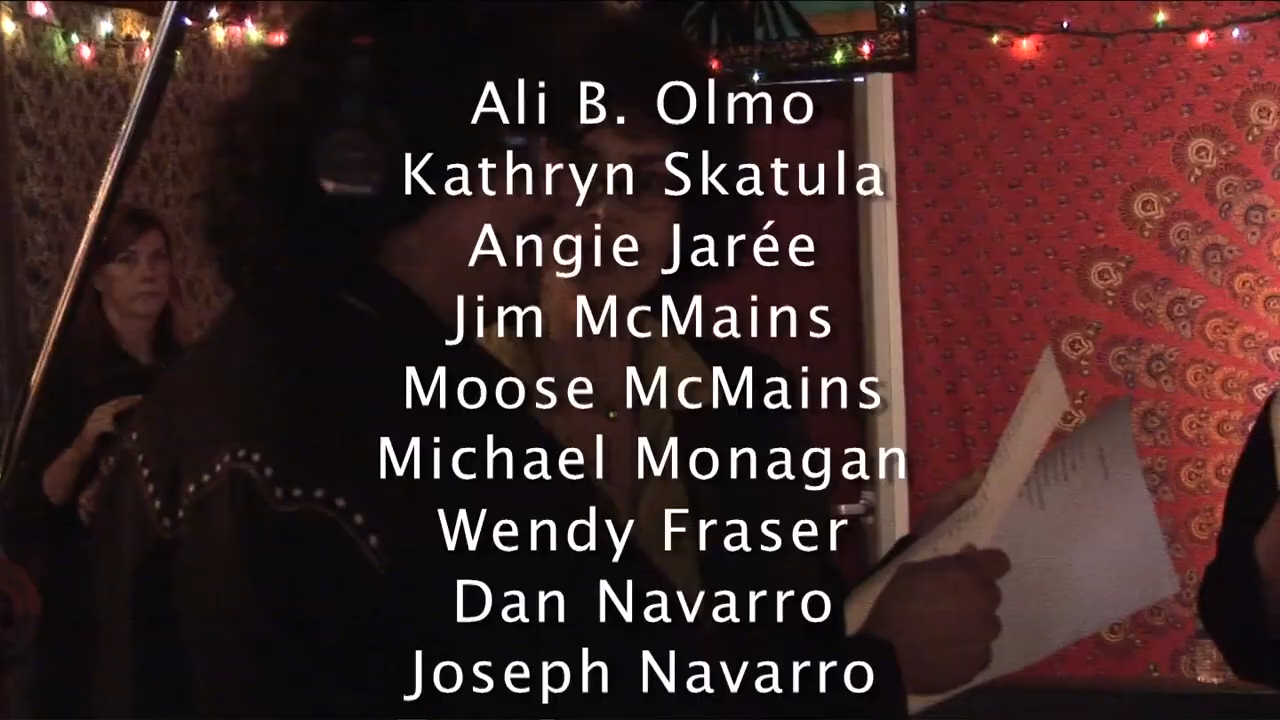 Ali B. Olmo
Kathryn Skatula
Angie Jarée
Jim McMains
Moose McMains
Michael Monagan
Wendy Fraser
Dan Navarro
Joseph Navarro